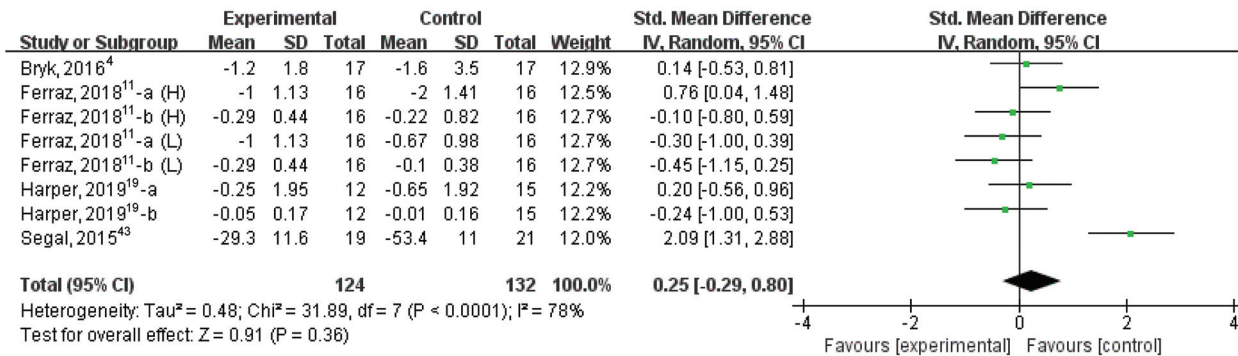 Experimental Control Std. Mean Difference Std. Mean Difference
Study or Subgroup Mean SD Total Mean SD Total Weight IV, Random, 95% CI IV, Random, 95% CI
Bryk, 2016⁴ -1.2 1.8 17 -1.6 3.5 17 12.9% 0.14 [-0.53, 0.81]
Ferraz, 2018¹¹-a (H) -1 1.13 16 -2 1.41 16 12.5% 0.76 [0.04, 1.48]
Ferraz, 2018¹¹-b (H) -0.29 0.44 16 -0.22 0.82 16 12.7% -0.10 [-0.80, 0.59]
Ferraz, 2018¹¹-a (L) -1 1.13 16 -0.67 0.98 16 12.7% -0.30 [-1.00, 0.39]
Ferraz, 2018¹¹-b (L) -0.29 0.44 16 -0.1 0.38 16 12.7% -0.45 [-1.15, 0.25]
Harper, 2019¹⁹-a -0.25 1.95 12 -0.65 1.92 15 12.2% 0.20 [-0.56, 0.96]
Harper, 2019¹⁹-b -0.05 0.17 12 -0.01 0.16 15 12.2% -0.24 [-1.00, 0.53]
Segal, 2015⁴³ -29.3 11.6 19 -53.4 11 21 12.0% 2.09 [1.31, 2.88]
Total (95% CI) 124 132 100.0% 0.25 [-0.29, 0.80]
Heterogeneity: Tau² = 0.48; Chi² = 31.89, df = 7 (P < 0.0001); I² = 78%
Test for overall effect: Z = 0.91 (P = 0.36)
-4 -2 0 2 4
Favours [experimental] Favours [control]